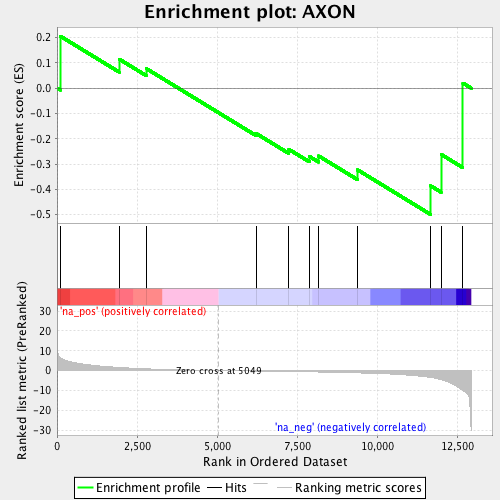 Enrichment plot: AXON
Enrichment score (ES)
0.2
0.1
0.0
-0.1
-0.2
-0.3
-0.4
-0.5
'na_pos' (positively correlated)
Ranked list metric (PreRanked)
30
20
10
0
-10
-20
-30
Zero cross at 5049
'na_neg' (negatively correlated)
0 2,500 5,000 7,500 10,000 12,500
Rank in Ordered Dataset
Enrichment profile Hits Ranking metric scores